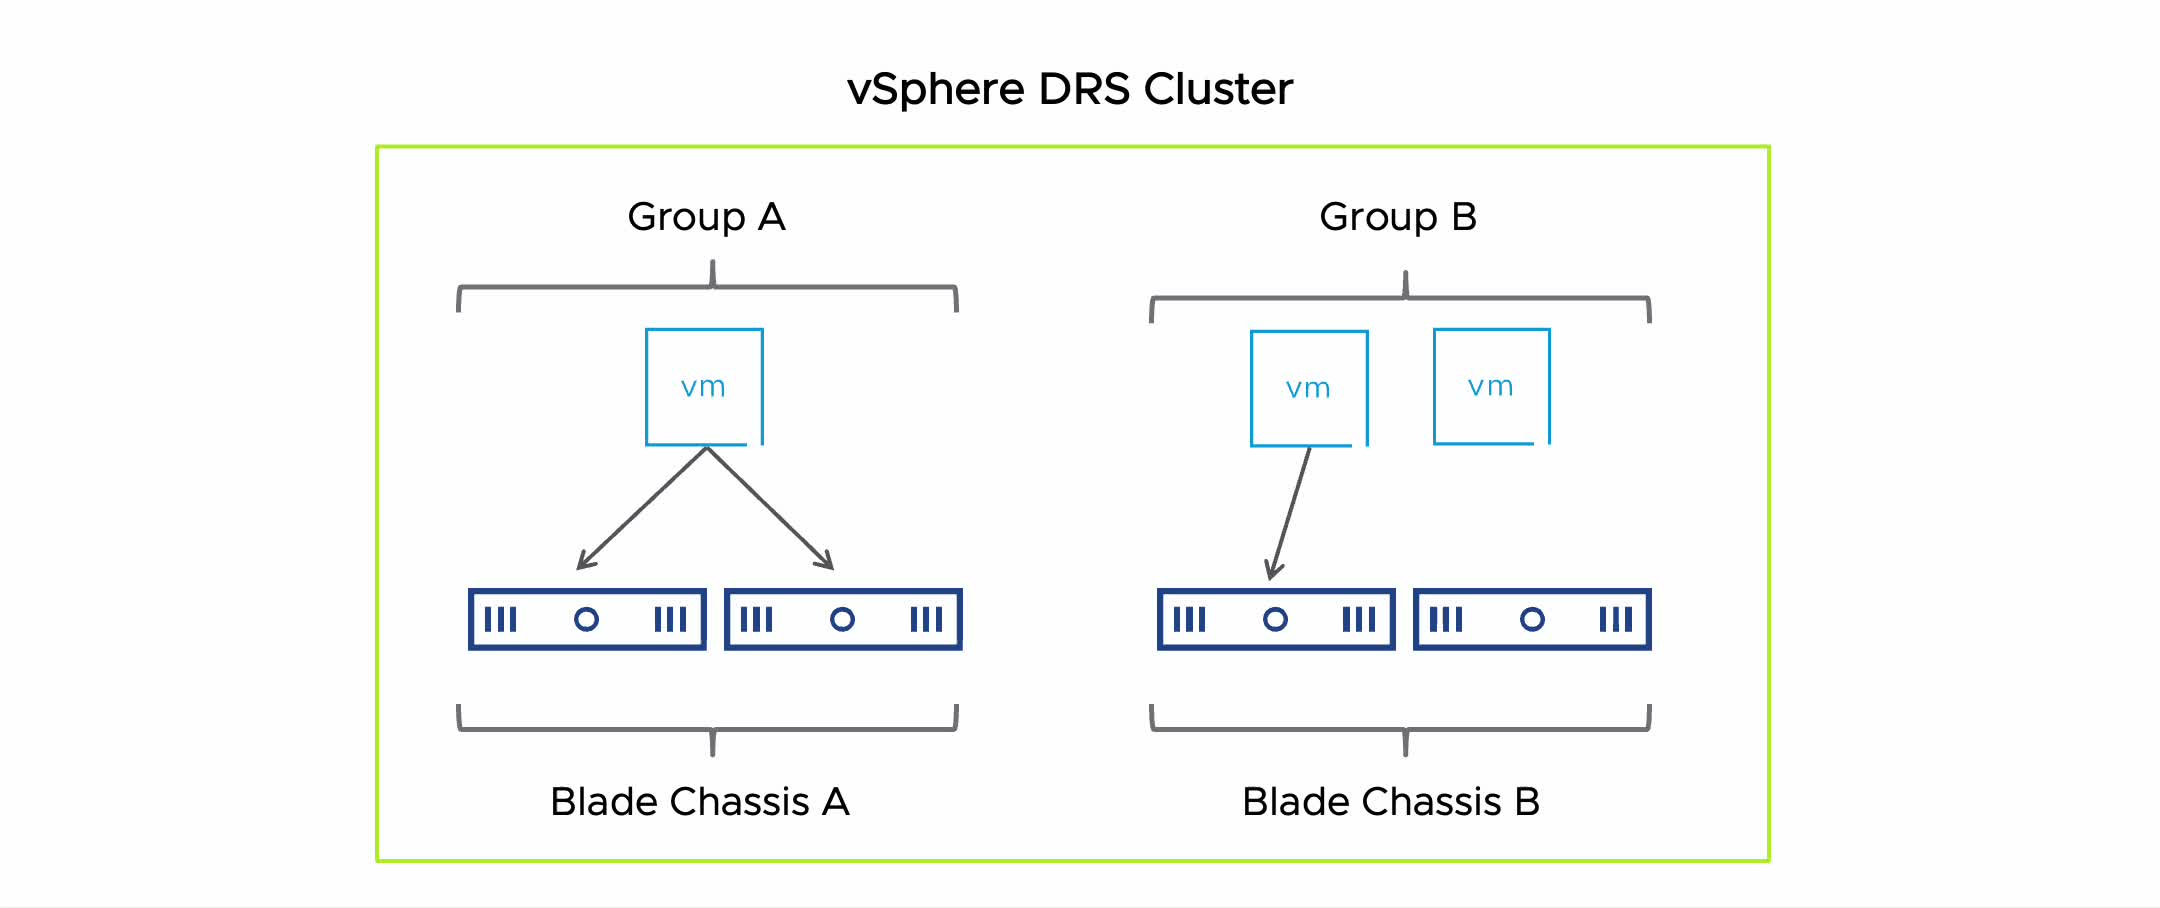 vSphere DRS Cluster
Group A
Group B
vm
vm
vm
Blade Chassis A
Blade Chassis B